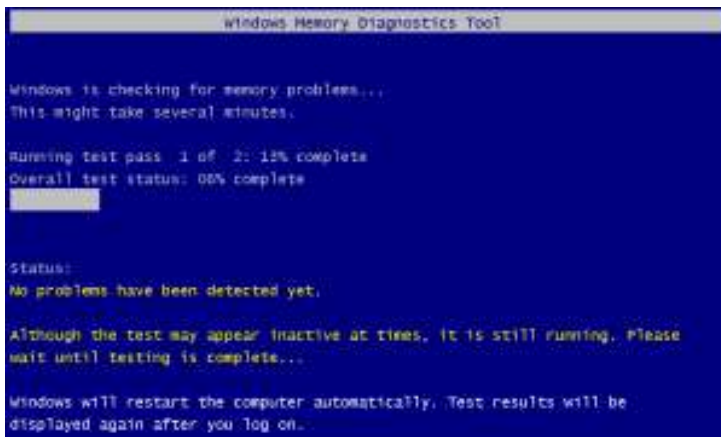 Windows Memory Diagnostics Tool
Windows is checking for memory problems...
This might take several minutes.
Running test pass 1 of 2: 13% complete
Overall test status: 06% complete
Status:
No problems have been detected yet.
Although the test may appear inactive at times, it is still running. Please
wait until testing is complete...
Windows will restart the computer automatically. Test results will be
displayed again after you log on.